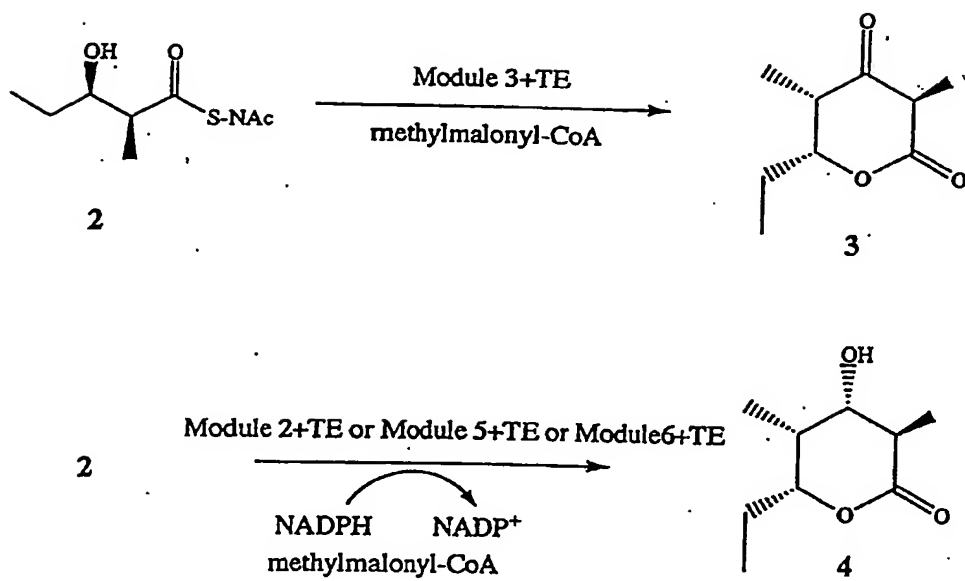 OH
O
S-NAc
2
Module 3+TE
methylmalonyl-CoA
O
O
O
3
2
Module 2+TE or Module 5+TE or Module6+TE
NADPH
NADP+
methylmalonyl-CoA
OH
O
O
4